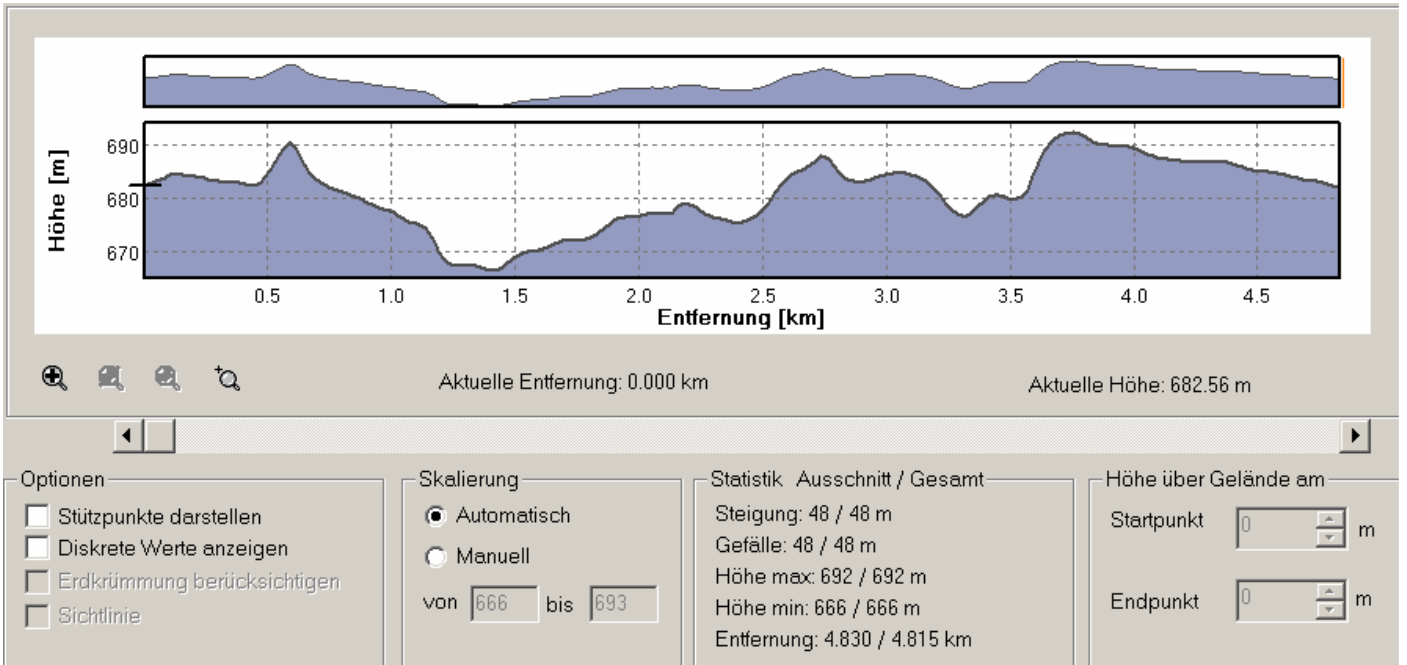 690
680
670
Höhe [m]
0.5 1.0 1.5 2.0 2.5 3.0 3.5 4.0 4.5
Entfernung [km]
Aktuelle Entfernung: 0.000 km
Aktuelle Höhe: 682.56 m
Optionen
Stützpunkte darstellen
Diskrete Werte anzeigen
Erdkrümmung berücksichtigen
Sichtlinie
Skalierung
Automatisch
Manuell
von 666 bis 693
Statistik Ausschnitt / Gesamt
Steigung: 48 / 48 m
Gefälle: 48 / 48 m
Höhe max: 692 / 692 m
Höhe min: 666 / 666 m
Entfernung: 4.830 / 4.815 km
Höhe über Gelände am
Startpunkt 0 m
Endpunkt 0 m